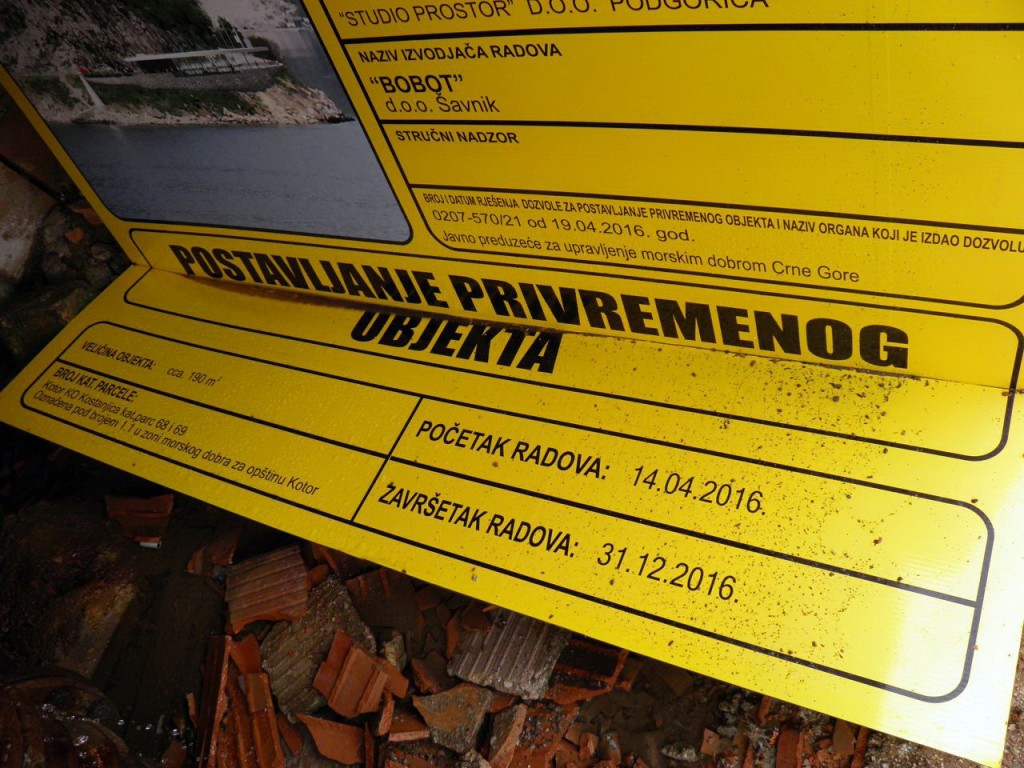 "STUDIO PROSTOR" D.O.O. PODGORICA
NAZIV IZVODJAČA RADOVA
"BOBOT"
d.o.o. Šavnik
STRUČNI NADZOR
BROJ I DATUM RJEŠENJA DOZVOLE ZA POSTAVLJANJE PRIVREMENOG OBJEKTA I NAZIV ORGANA KOJI JE IZDAO DOZVOLU
0207-570/21 od 19.04.2016. god.
Javno preduzeće za upravljenje morskim dobrom Crne Gore
POSTAVLJANJE PRIVREMENOG
OBJEKTA
VELIČINA OBJEKTA: cca. 190 m²
BROJ KAT. PARCELE:
Kotor KO Kostanjica kat.parc 68 i 69.
Označena pod brojem 1.1 u zoni morskog dobra za opštinu Kotor
POČETAK RADOVA: 14.04.2016.
ZAVRŠETAK RADOVA: 31.12.2016.